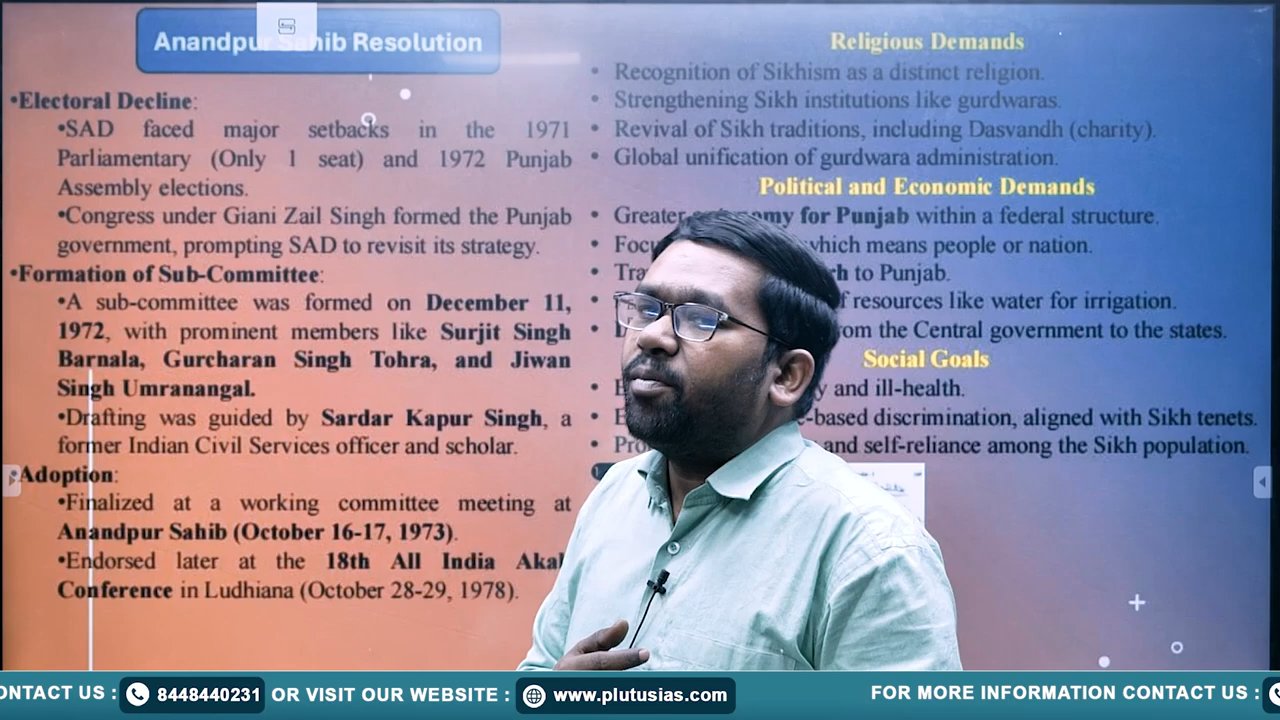 Anandpur Sahib Resolution
•Electoral Decline:
•SAD faced major setbacks in the 1971
Parliamentary (Only 1 seat) and 1972 Punjab
Assembly elections.
•Congress under Giani Zail Singh formed the Punjab
government, prompting SAD to revisit its strategy.
•Formation of Sub-Committee:
•A sub-committee was formed on December 11,
1972, with prominent members like Surjit Singh
Barnala, Gurcharan Singh Tohra, and Jiwan
Singh Umranangal.
•Drafting was guided by Sardar Kapur Singh, a
former Indian Civil Services officer and scholar.
•Adoption:
•Finalized at a working committee meeting at
Anandpur Sahib (October 16-17, 1973).
•Endorsed later at the 18th All India Akal
Conference in Ludhiana (October 28-29, 1978).
Religious Demands
• Recognition of Sikhism as a distinct religion.
• Strengthening Sikh institutions like gurdwaras.
• Revival of Sikh traditions, including Dasvandh (charity).
• Global unification of gurdwara administration.
Political and Economic Demands
• Greater omy for Punjab within a federal structure.
• Focu which means people or nation.
• Tra rh to Punjab.
• f resources like water for irrigation.
• rom the Central government to the states.
Social Goals
• y and ill-health.
• e-based discrimination, aligned with Sikh tenets.
• Pro and self-reliance among the Sikh population.
ONTACT US : 8448440231 OR VISIT OUR WEBSITE : www.plutusias.com FOR MORE INFORMATION CONTACT US :